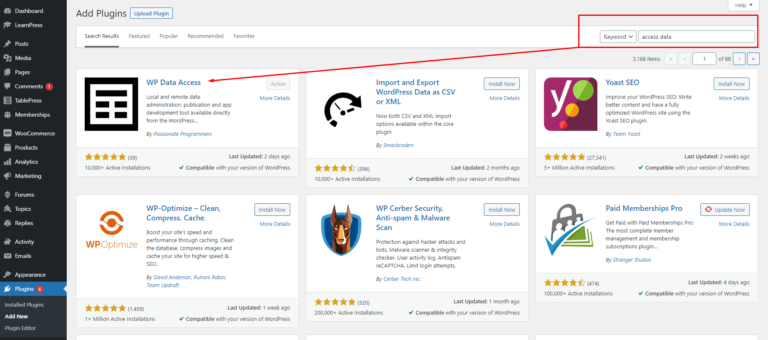 Help
Dashboard
LearnPress
Posts
Media
Pages
Comments 1
TablePress
Memberships
WooCommerce
Products
Analytics
Marketing
Forums
Topics
Replies
Activity
Emails
Appearance
Plugins 6
Installed Plugins
Add New
Plugin Editor
Add Plugins Upload Plugin
Search Results Featured Popular Recommended Favorites
Keyword access data
3,168 items « ‹ 1 of 88 › »
WP Data Access
Active
More Details
Local and remote data
administration, publication and app
development tool available directly
from the WordPress...
By Passionate Programmers
(39)
10,000+ Active Installations
Last Updated: 2 days ago
Compatible with your version of WordPress
Import and Export
WordPress Data as CSV
or XML
Install Now
More Details
Now both CSV and XML import
options available within the core
plugin.
By Smackcoders
(206)
10,000+ Active Installations
Last Updated: 2 months ago
Compatible with your version of WordPress
Yoast SEO
Install Now
More Details
Improve your WordPress SEO: Write
better content and have a fully
optimized WordPress site using the
Yoast SEO plugin.
By Team Yoast
(27,341)
5+ Million Active Installations
Last Updated: 2 weeks ago
Compatible with your version of WordPress
WPOptimize
WP-Optimize – Clean,
Compress, Cache.
Install Now
More Details
Boost your site's speed and
performance through caching. Clean
the database, compress images and
cache your site for higher speed &
SEO.
By David Anderson, Ruhani Rabin,
Team Updraft
(1,459)
1+ Million Active Installations
Last Updated: 1 week ago
Compatible with your version of WordPress
WP Cerber Security,
Anti-spam & Malware
Scan
Install Now
More Details
Protection against hacker attacks and
bots. Malware scanner & integrity
checker. User activity log. Antispam
reCAPTCHA. Limit login attempts.
By Cerber Tech Inc.
(520)
200,000+ Active Installations
Last Updated: 1 month ago
Compatible with your version of WordPress
Paid Memberships Pro
Update Now
More Details
Get Paid with Paid Memberships Pro:
The most complete member
management and membership
subscriptions plugin...
By Stranger Studios
(474)
100,000+ Active Installations
Last Updated: 4 days ago
Compatible with your version of WordPress